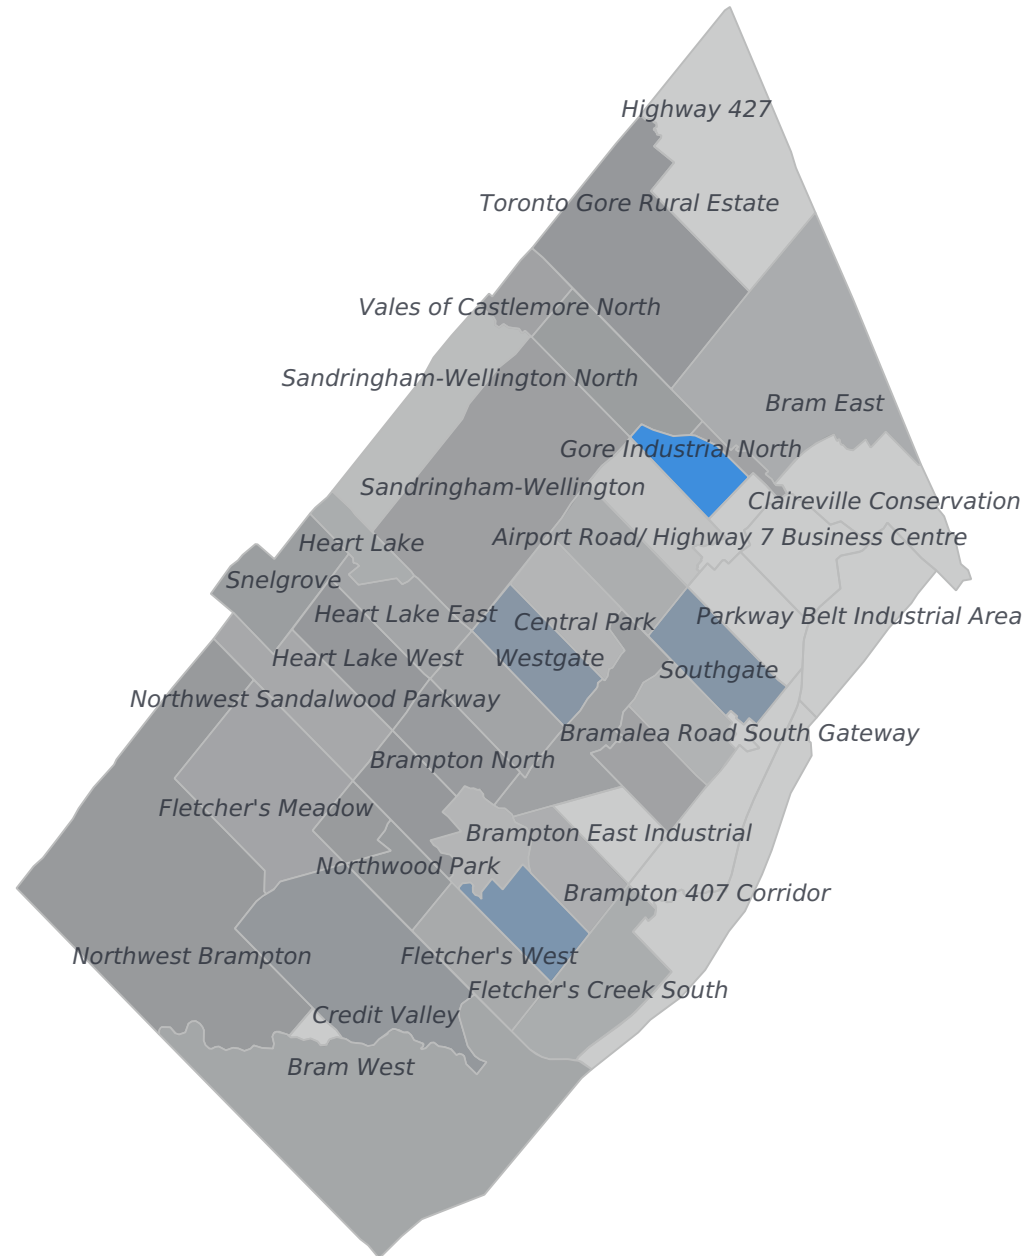 Highway 427
Toronto Gore Rural Estate
Vales of Castlemore North
Sandringham-Wellington North
Bram East
Gore Industrial North
Sandringham-Wellington
Claireville Conservation
Airport Road/ Highway 7 Business Centre
Heart Lake
Snelgrove
Heart Lake East
Central Park
Parkway Belt Industrial Area
Heart Lake West
Westgate
Southgate
Northwest Sandalwood Parkway
Bramalea Road South Gateway
Brampton North
Fletcher's Meadow
Brampton East Industrial
Northwood Park
Brampton 407 Corridor
Northwest Brampton
Fletcher's West
Fletcher's Creek South
Credit Valley
Bram West